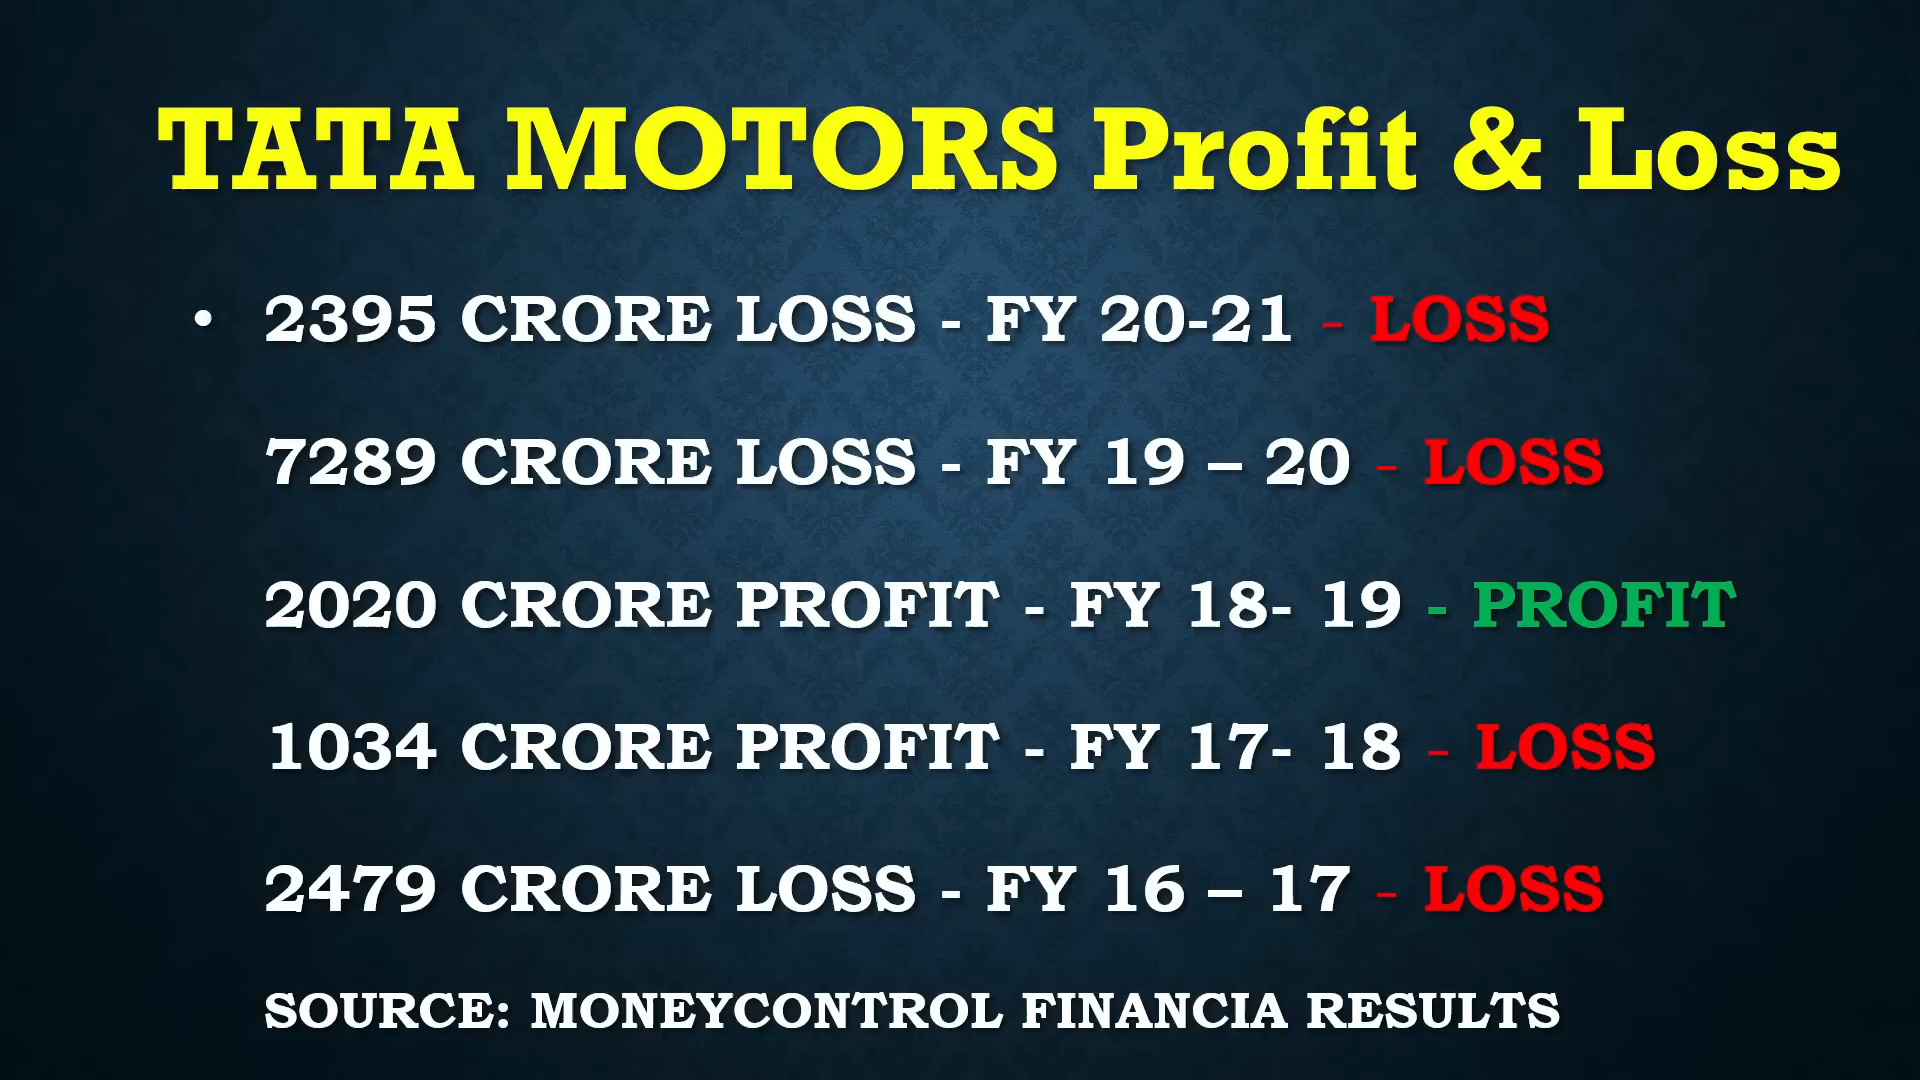 TATA MOTORS Profit & Loss
• 2395 CRORE LOSS - FY 20-21 - LOSS
7289 CRORE LOSS - FY 19 – 20 - LOSS
2020 CRORE PROFIT - FY 18- 19 - PROFIT
1034 CRORE PROFIT - FY 17- 18 - LOSS
2479 CRORE LOSS - FY 16 – 17 - LOSS
SOURCE: MONEYCONTROL FINANCIA RESULTS